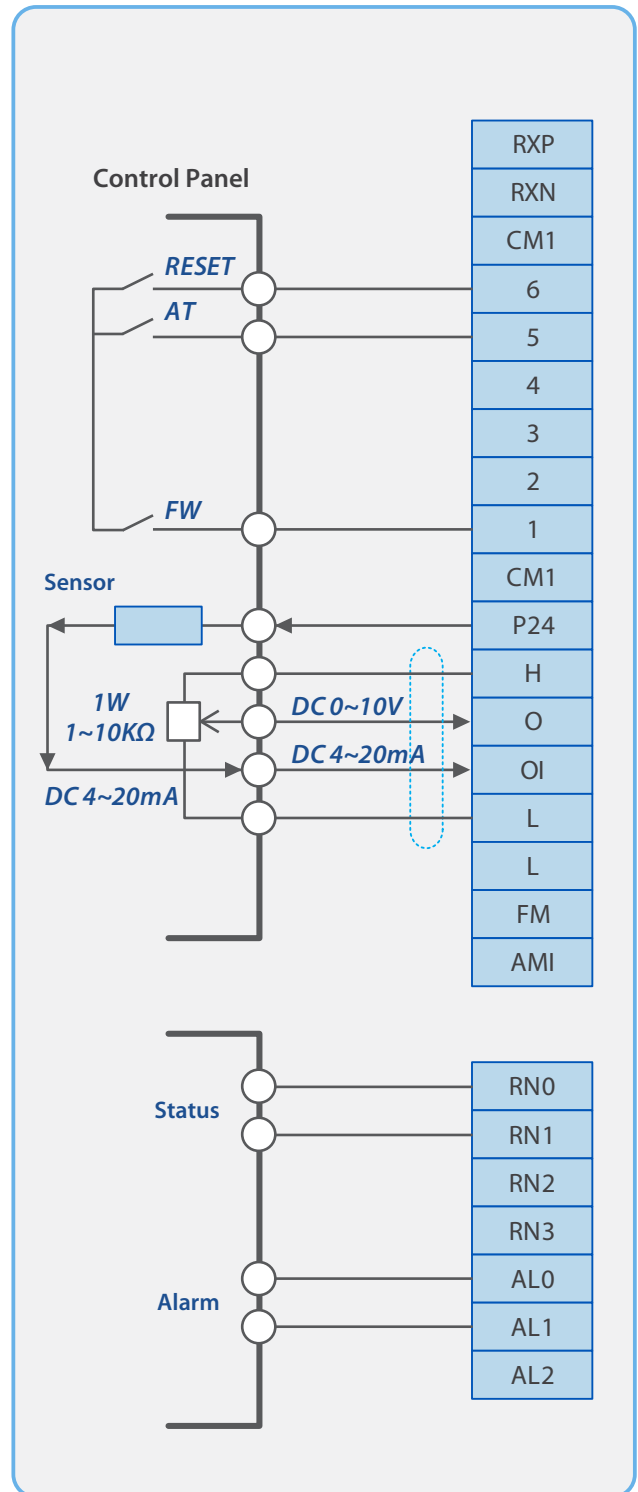 RXP
Control Panel
RXN
CM1
RESET
6
AT
5
4
3
2
FW
1
CM1
Sensor
P24
H
1W
1~10KΩ
DC 0~10V
O
DC 4~20mA
OI
DC 4~20mA
L
L
FM
AMI
RN0
Status
RN1
RN2
RN3
AL0
Alarm
AL1
AL2